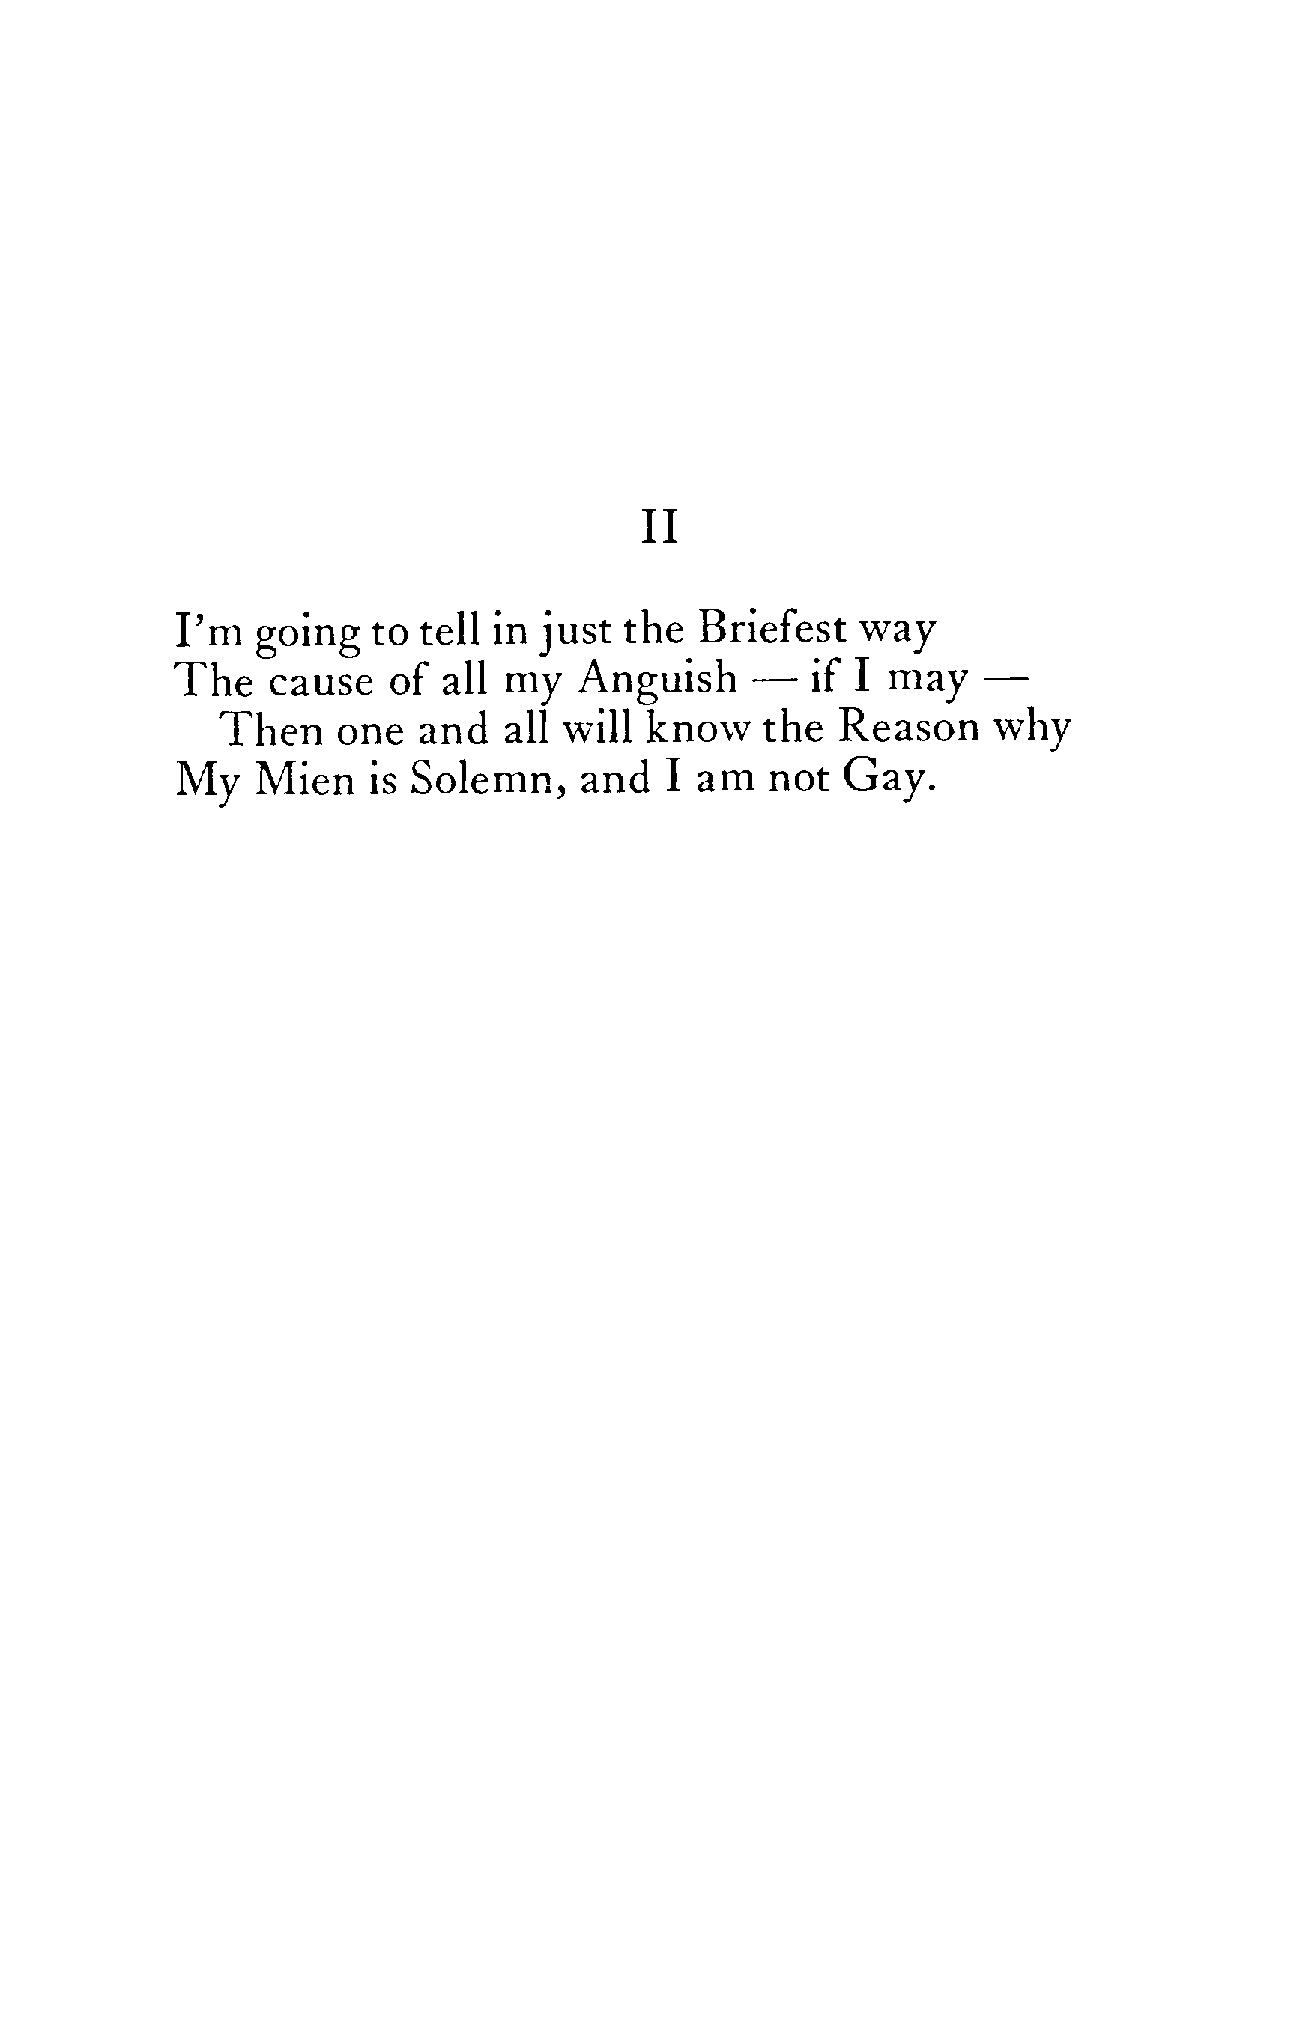 II
I'm going to tell in just the Briefest way
The cause of all my Anguish — if I may —
Then one and all will know the Reason why
My Mien is Solemn, and I am not Gay.